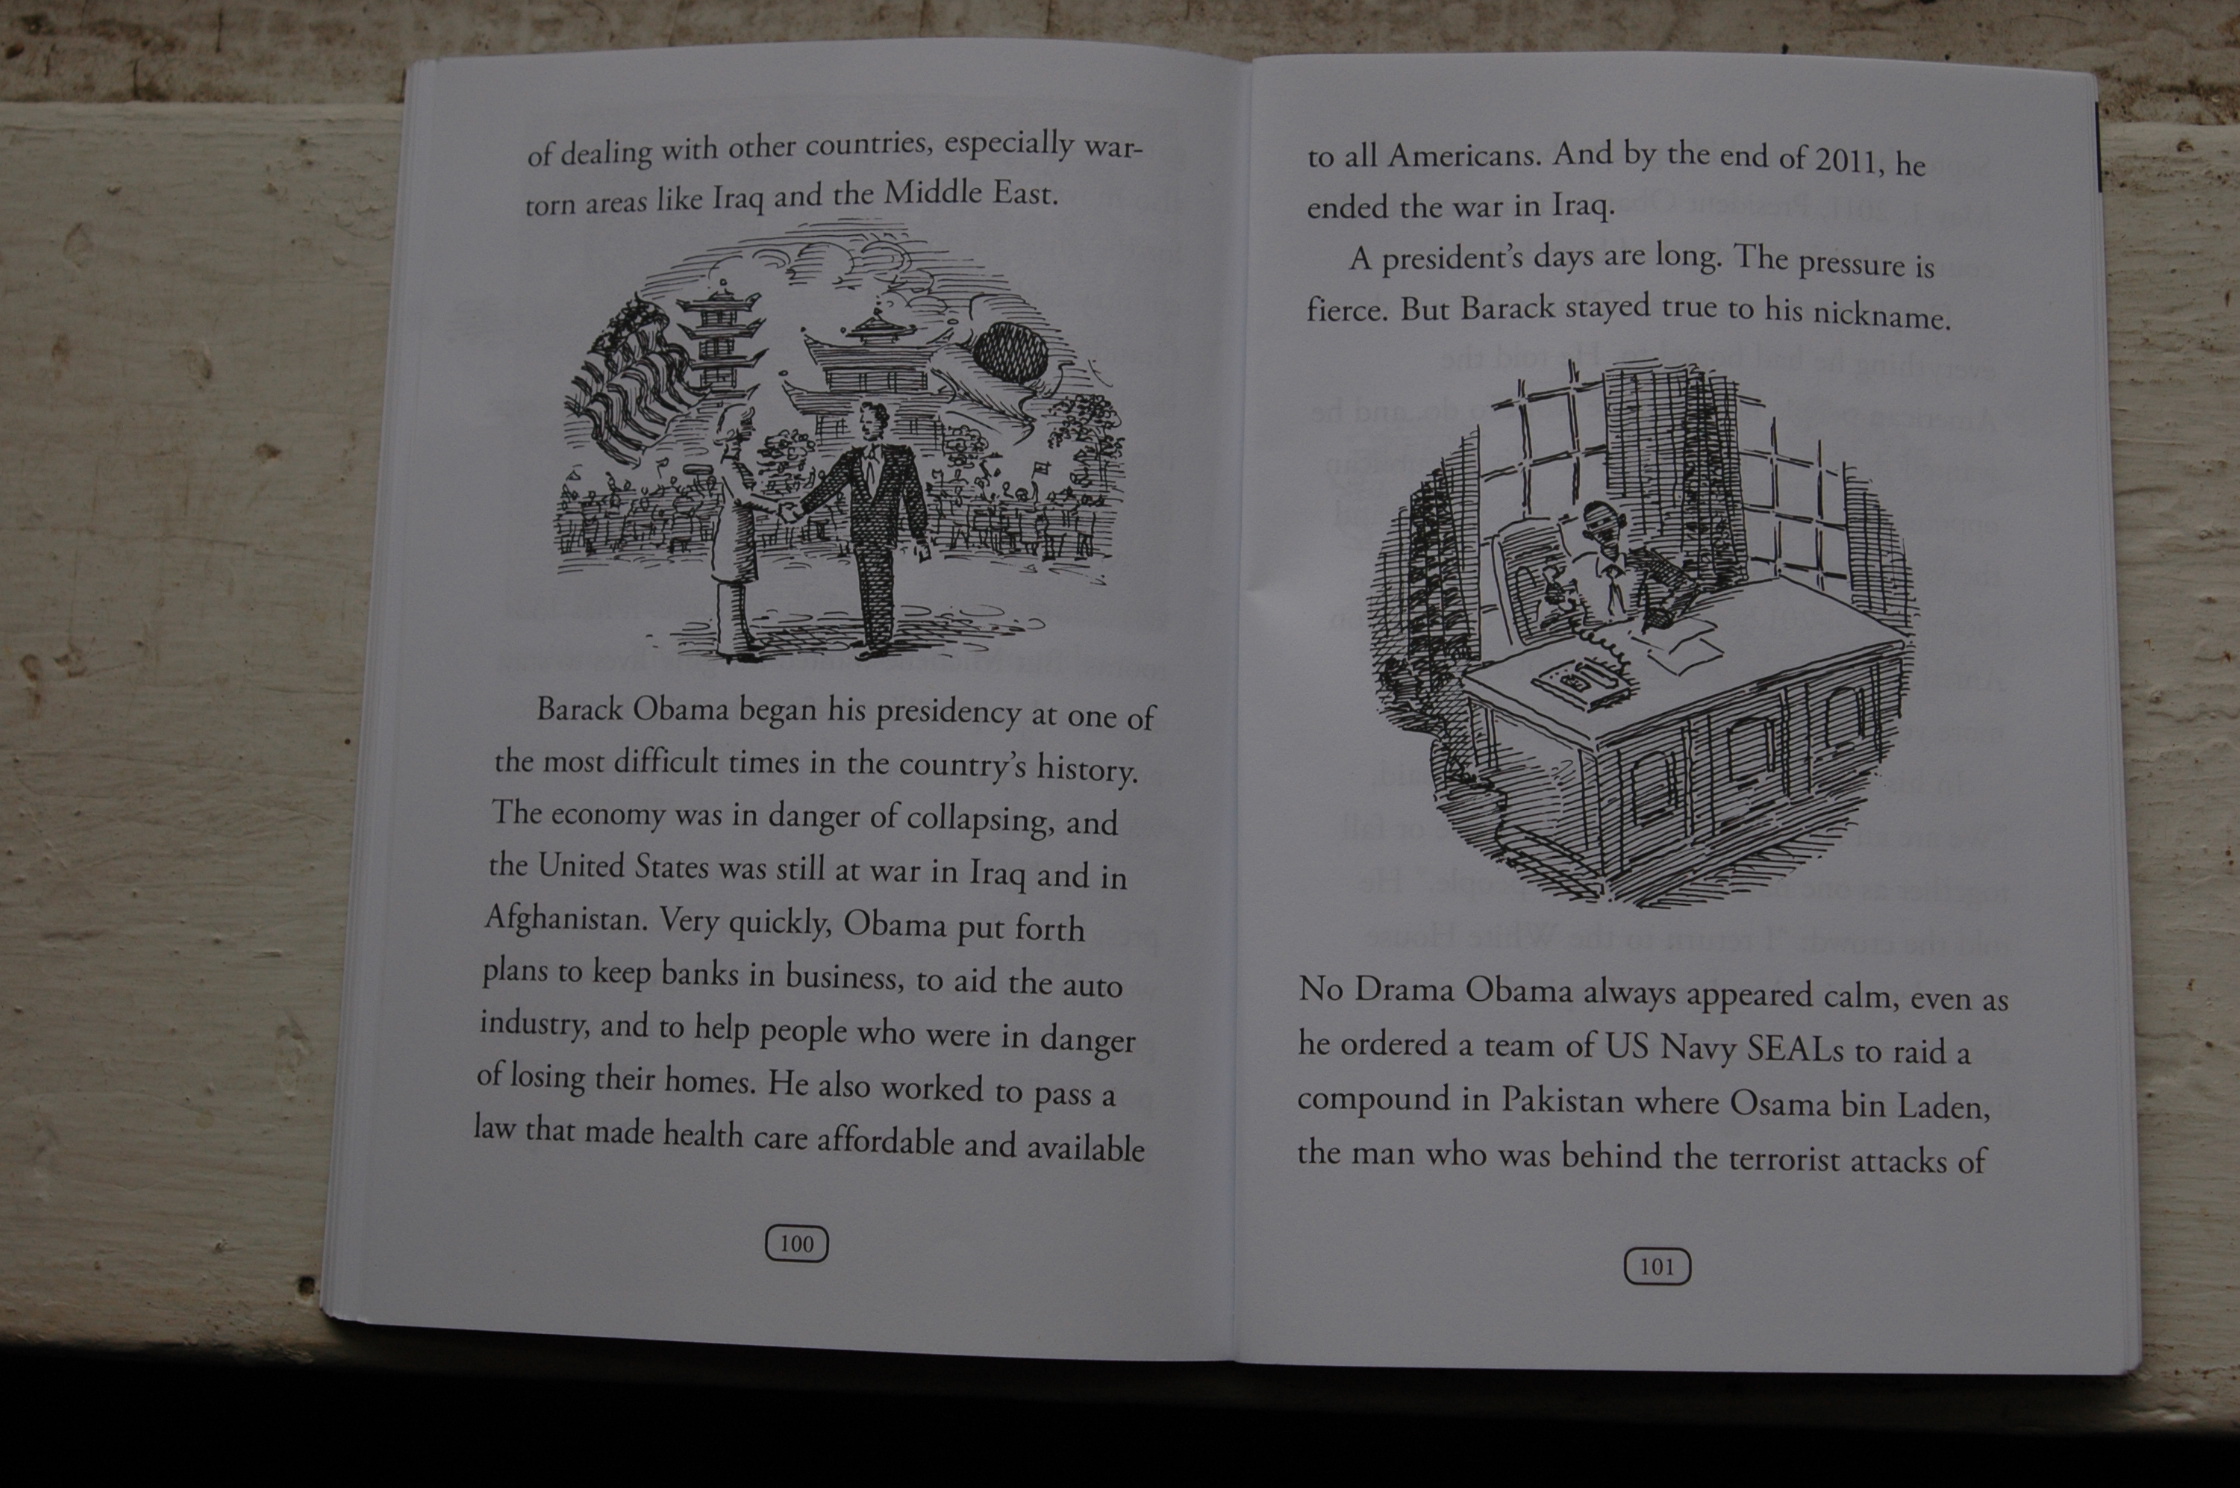 of dealing with other countries, especially war-
torn areas like Iraq and the Middle East.
Barack Obama began his presidency at one of
the most difficult times in the country's history.
The economy was in danger of collapsing, and
the United States was still at war in Iraq and in
Afghanistan. Very quickly, Obama put forth
plans to keep banks in business, to aid the auto
industry, and to help people who were in danger
of losing their homes. He also worked to pass a
law that made health care affordable and available
100
to all Americans. And by the end of 2011, he
ended the war in Iraq.
A president's days are long. The pressure is
fierce. But Barack stayed true to his nickname.
No Drama Obama always appeared calm, even as
he ordered a team of US Navy SEALs to raid a
compound in Pakistan where Osama bin Laden,
the man who was behind the terrorist attacks of
101